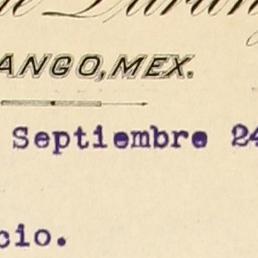 ANGO, MEX.
Septiembre 24
cio.